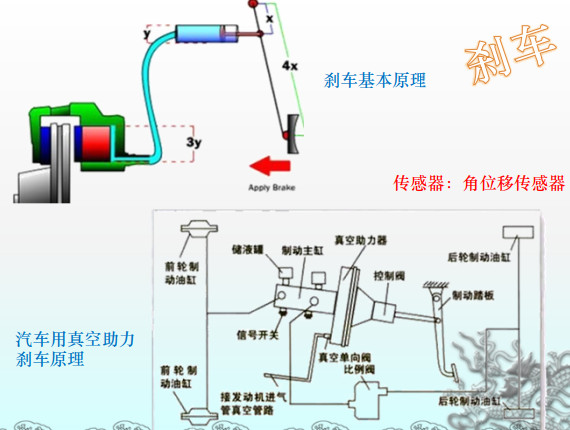 刹车
x
y
4x
刹车基本原理
3y
Apply Brake
传感器：角位移传感器
真空助力器
储液罐
制动主缸
控制阀
后轮制动油缸
前轮制
动油缸
制动踏板
信号开关
汽车用真空助力
刹车原理
真空单向阀
比例阀
前轮制
动油缸
接发动机进气
管真空管路
后轮制动油缸